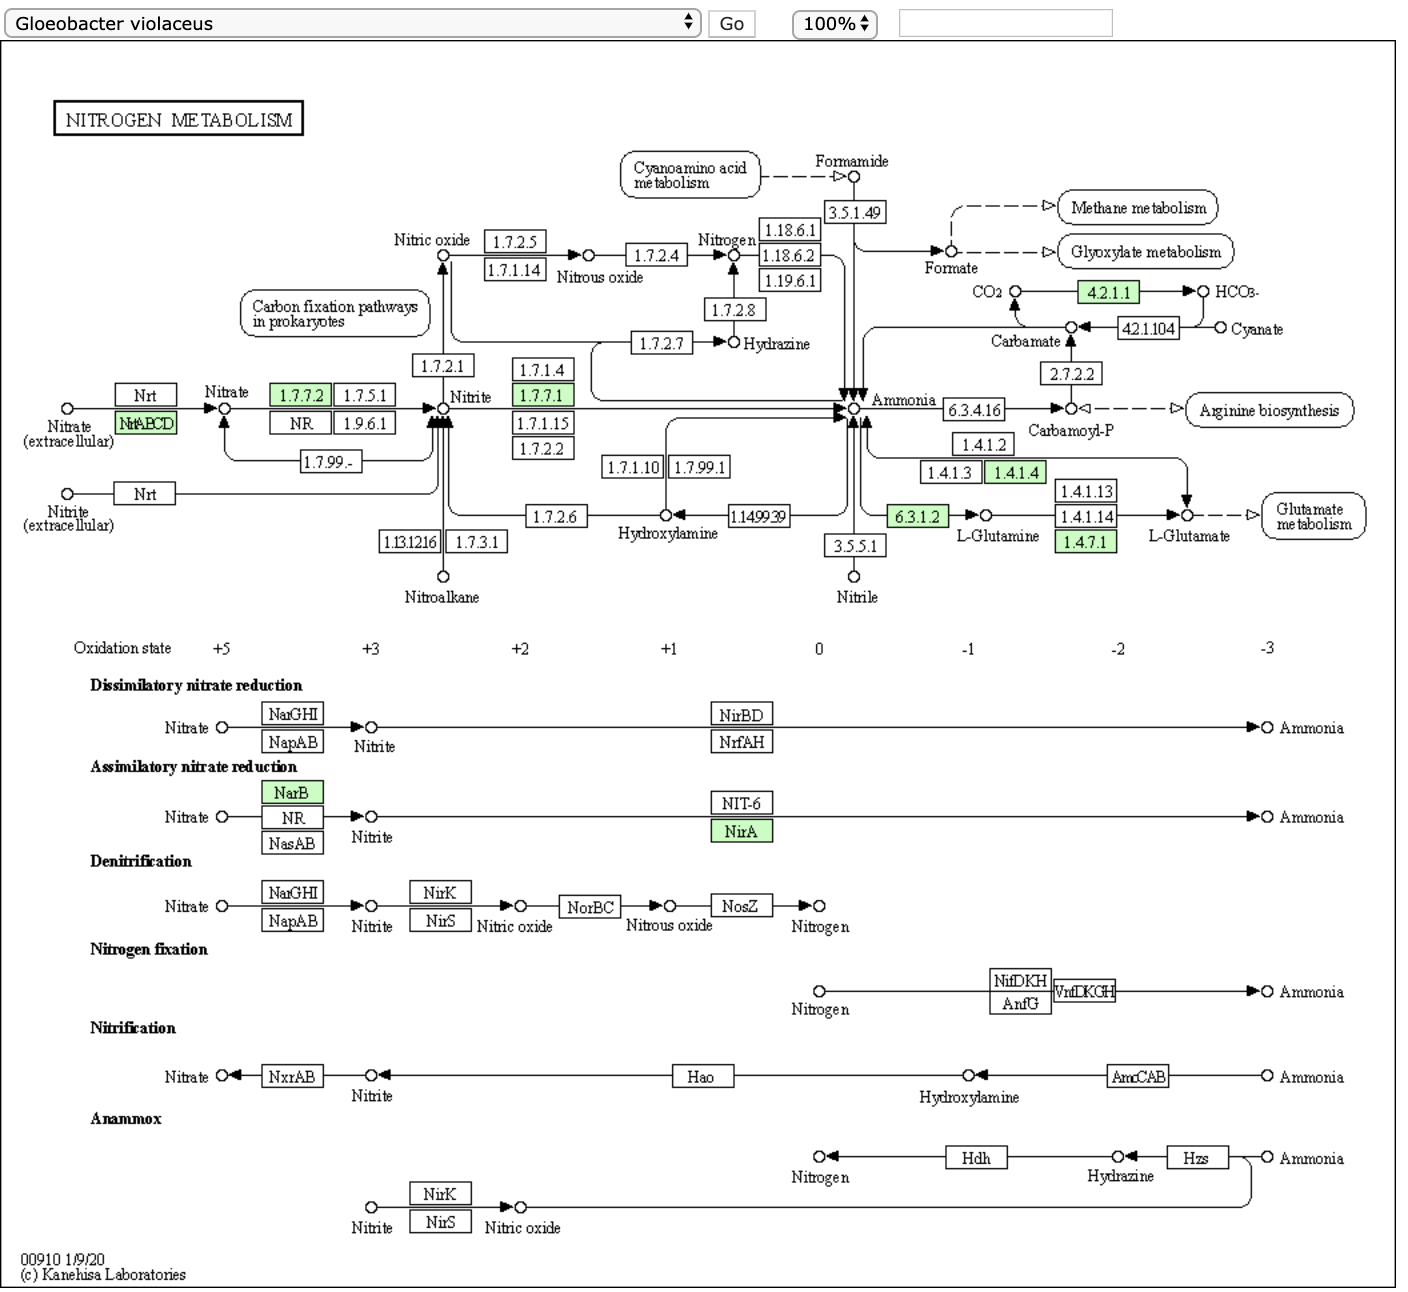 Gloeobacter violaceus
Go
100%
NITROGEN METABOLISM
Cyanoamino acid
metabolism
Formamide
3.5.1.49
Methane metabolism
Glyoxylate metabolism
Formate
Nitric oxide
1.7.2.5
1.7.1.14
Nitrous oxide
1.7.2.4
Nitrogen
1.18.6.1
1.18.6.2
1.19.6.1
CO2
4.2.1.1
HCO3-
Carbon fixation pathways
in prokaryotes
1.7.2.8
1.7.2.7
Hydrazine
Carbamate
4.2.1.104
Cyanate
1.7.2.1
2.7.2.2
Nrt
NrtABCD
Nitrate
(extracellular)
Nitrate
1.7.7.2
1.7.5.1
NR
1.9.6.1
1.7.99.-
Nitrite
1.7.1.4
1.7.7.1
1.7.1.15
1.7.2.2
Ammonia
6.3.4.16
Carbamoyl-P
Arginine biosynthesis
1.4.1.2
1.4.1.3
1.4.1.4
1.7.1.10
1.7.99.1
Nrt
Nitrite
(extracellular)
1.7.2.6
Hydroxylamine
1.14.99.39
6.3.1.2
L-Glutamine
1.4.1.13
1.4.1.14
1.4.7.1
L-Glutamate
Glutamate
metabolism
1.13.12.16
1.7.3.1
3.5.5.1
Nitroalkane
Nitrile
Oxidation state +5 +3 +2 +1 0 -1 -2 -3
Dissimilatory nitrate reduction
NarGHI
NirBD
Nitrate
Ammonia
NapAB
Nitrite
NrfAH
Assimilatory nitrate reduction
NarB
NIT-6
Nitrate
NR
Ammonia
NirA
NasAB
Nitrite
Denitrification
NarGHI
NirK
Nitrate
NorBC
NosZ
NapAB
Nitrite
NirS
Nitric oxide
Nitrous oxide
Nitrogen
Nitrogen fixation
NifDKH
VnfDKGH
Ammonia
AnfG
Nitrogen
Nitrification
Nitrate
NxrAB
Hao
AmoCAB
Ammonia
Nitrite
Hydroxylamine
Anammox
Hdh
Hzs
Ammonia
Nitrogen
Hydrazine
NirK
NirS
Nitrite
Nitric oxide
00910 1/9/20
(c) Kanehisa Laboratories